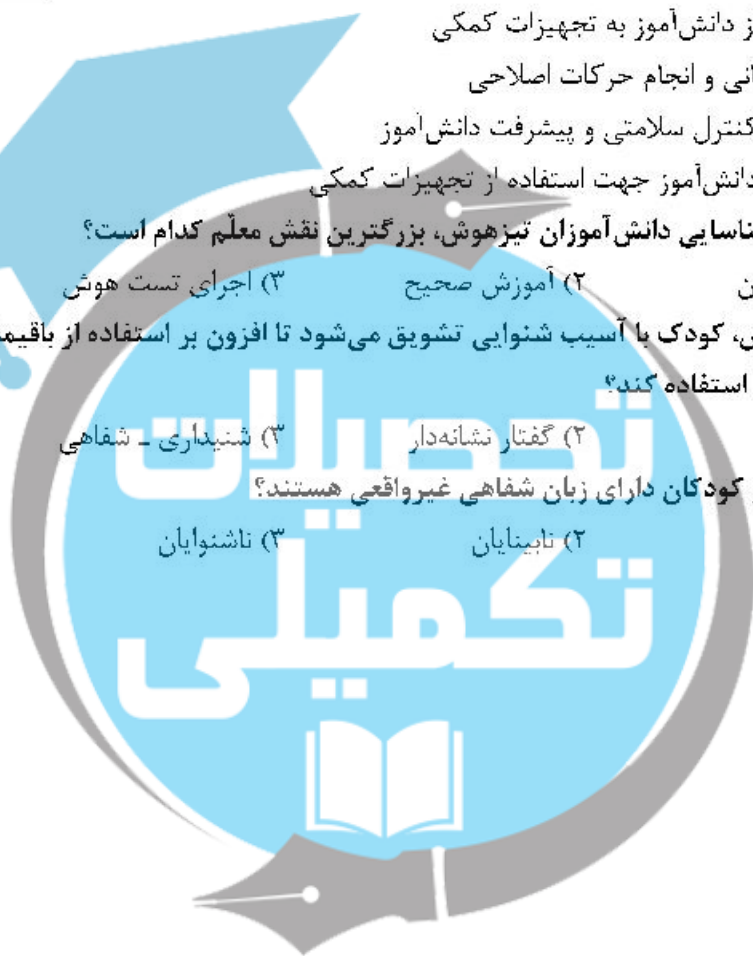 ز دانش‌آموز به تجهیزات کمکی
انی و انجام حرکات اصلاحی
کنترل سلامتی و پیشرفت دانش‌آموز
دانش‌آموز جهت استفاده از تجهیزات کمکی
ناسایی دانش‌آموزان تیزهوش، بزرگترین نقش معلّم کدام است؟
ن ۲) آموزش صحیح ۳) اجرای تست هوش
ش، کودک با آسیب شنوایی تشویق می‌شود تا افزون بر استفاده از باقیم
استفاده کند؟
۲) گفتار نشانه‌دار ۳) شنیداری ـ شفاهی
کودکان دارای زبان شفاهی غیرواقعی هستند؟
۲) نابینایان ۳) ناشنوایان
تحصیلات
تکمیلی